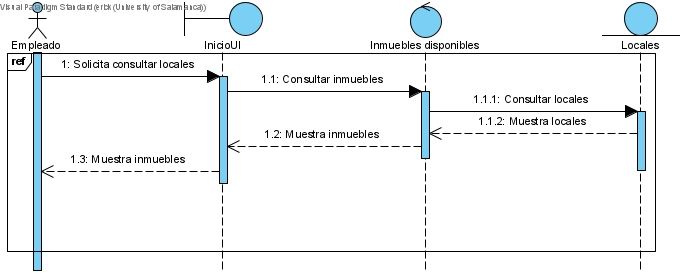 Visual Paradigm Standard (erick (University of Salamanca))
Empleado
InicioUI
Inmuebles disponibles
Locales
ref
1: Solicita consultar locales
1.1: Consultar inmuebles
1.1.1: Consultar locales
1.1.2: Muestra locales
1.2: Muestra inmuebles
1.3: Muestra inmuebles